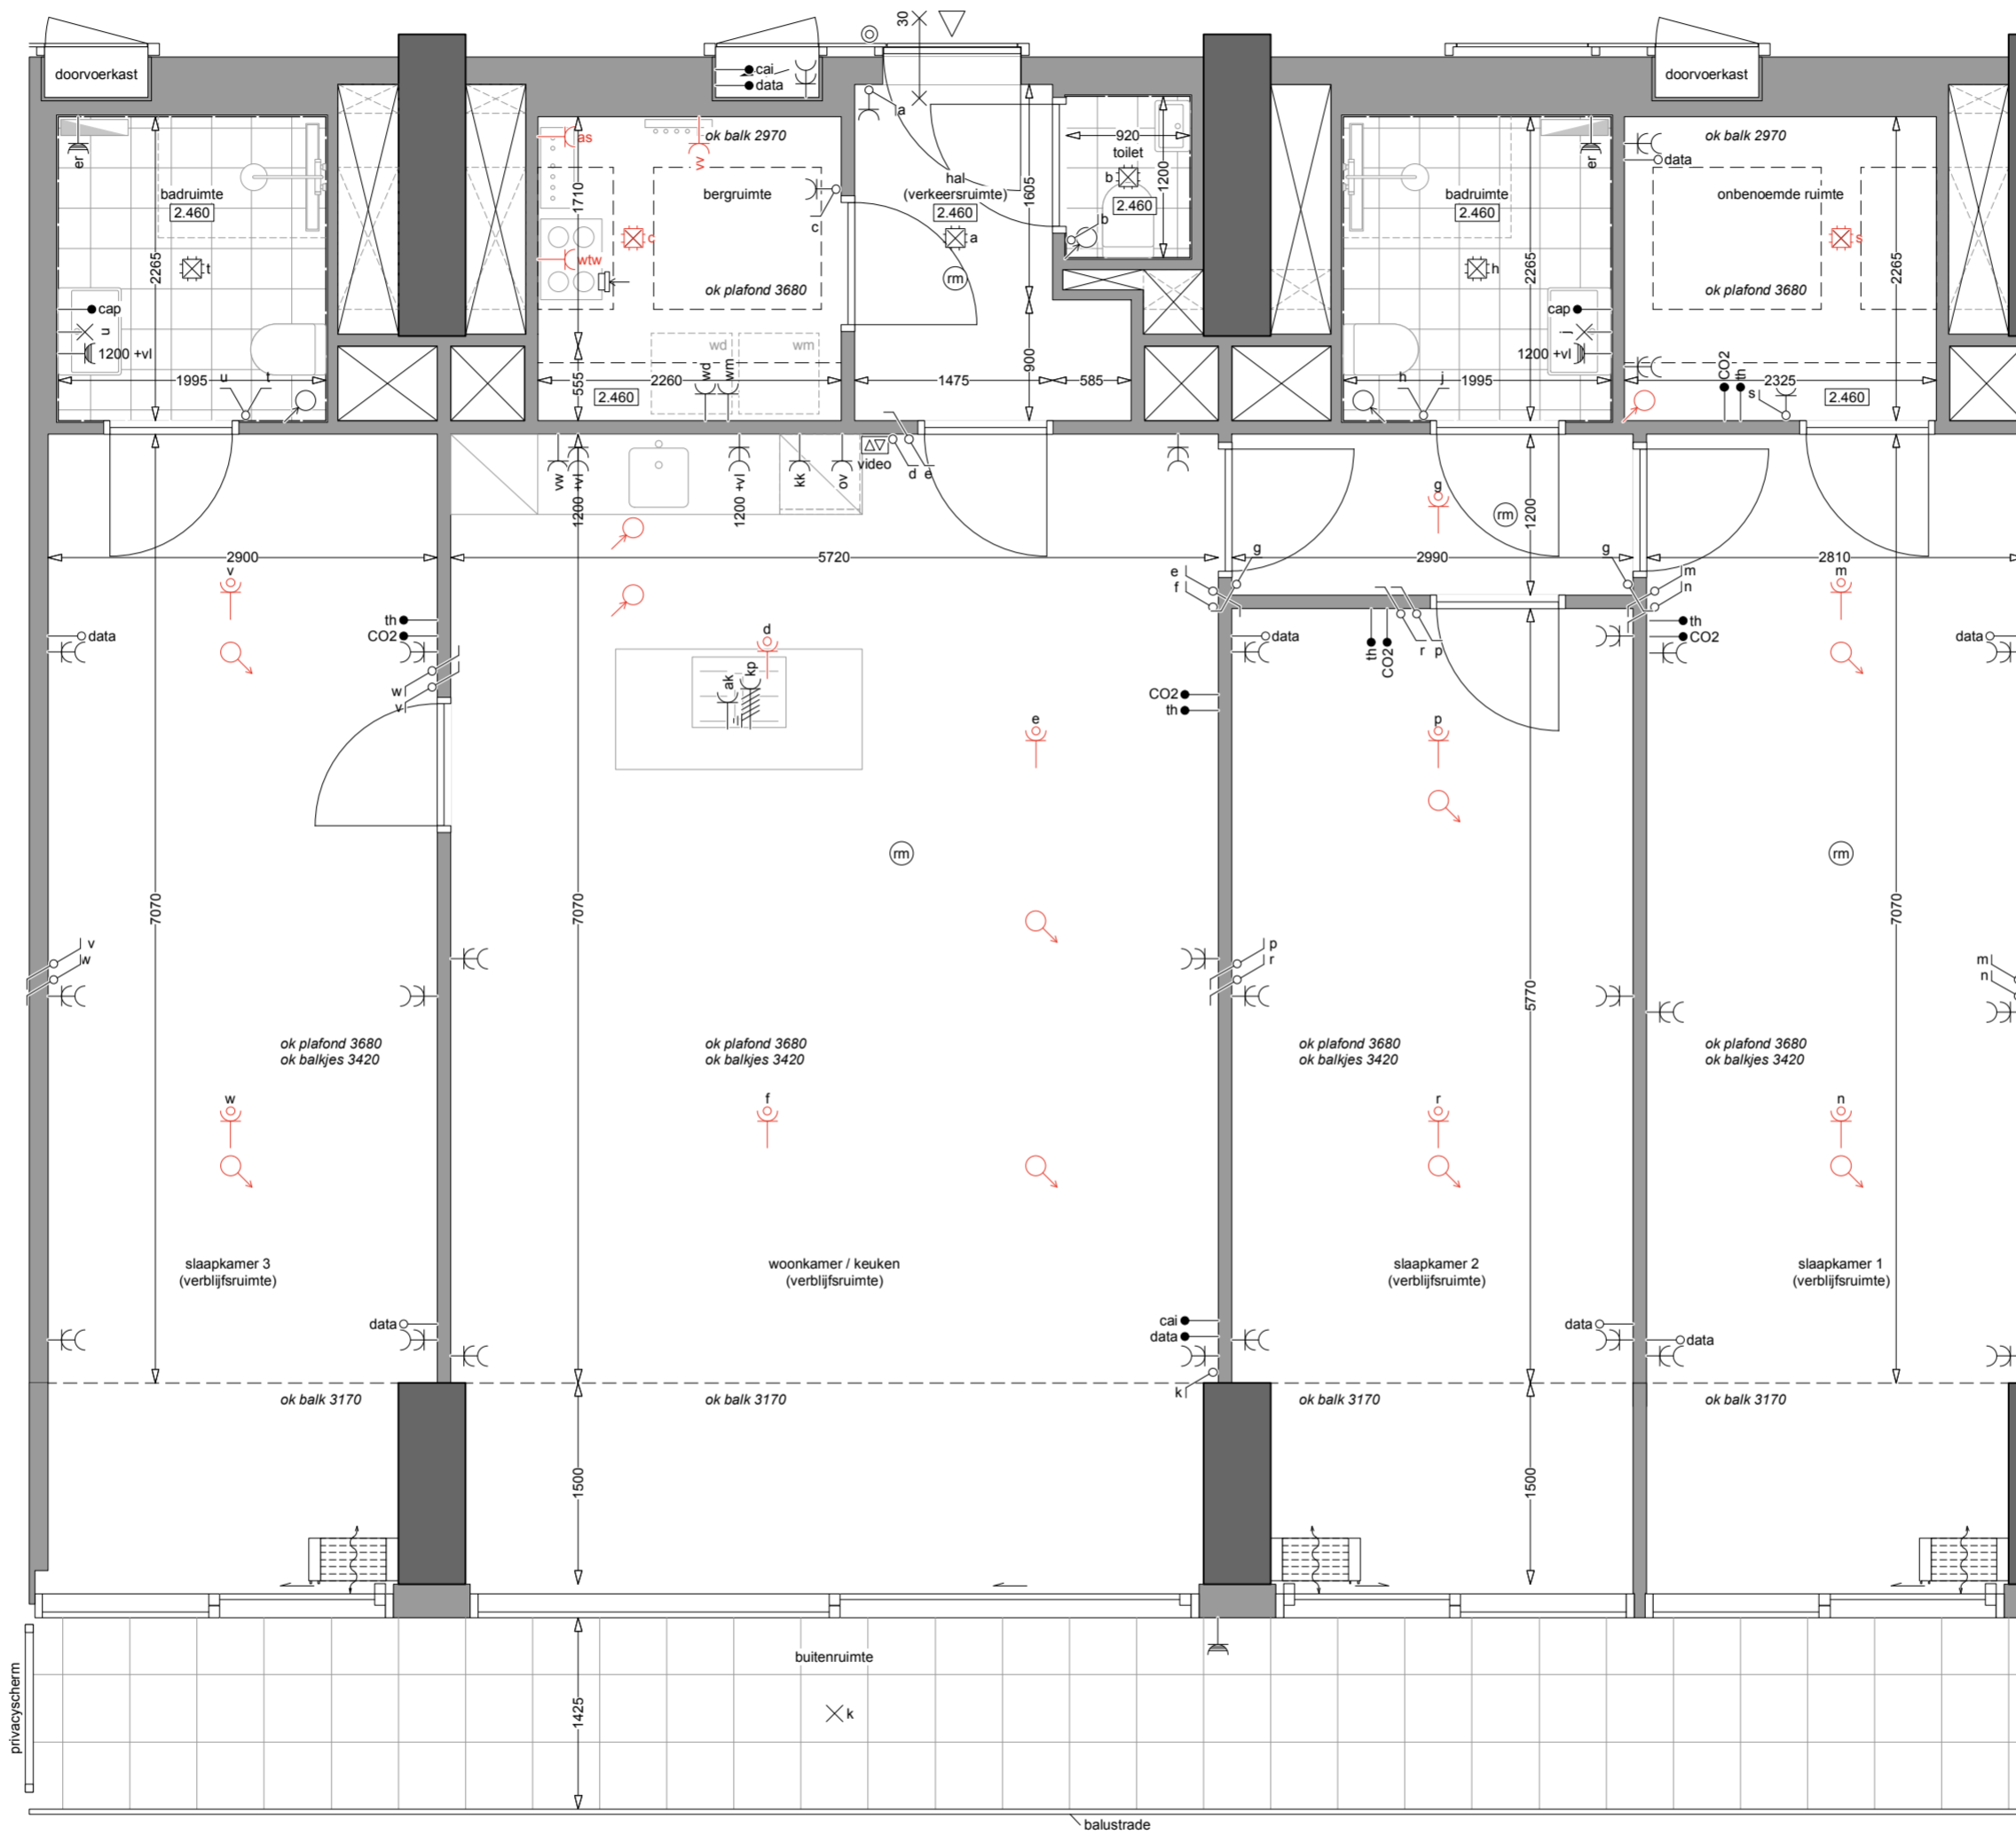 30
doorvoerkast
cai
data
doorvoerkast
a
er
as
vv
ok balk 2970
920
toilet
b
1200
er
data
ok balk 2970
badruimte
2.460
1710
bergruimte
hal
(verkeersruimte)
2.460
1605
2.460
badruimte
2.460
onbenoemde ruimte
c
c
a
b
s
2265
t
wtw
rm
2265
h
2265
ok plafond 3680
ok plafond 3680
cap
u
1200 +vl
wd
wm
900
cap
j
1200 +vl
CO2
th
u
1995
t
555
2260
wd
wm
1475
585
h
j
1995
2325
s
2.460
2.460
video
d
e
vw
1200 +vl
1200 +vl
kk
ov
g
rm
1200
2900
5720
g
2990
g
2810
v
e
f
m
n
m
th
CO2
data
data
th
CO2
r
p
th
CO2
data
d
w
v
ak
kp
CO2
th
e
p
rm
rm
7070
7070
5770
7070
v
w
p
r
m
n
ok plafond 3680
ok balkjes 3420
ok plafond 3680
ok balkjes 3420
ok plafond 3680
ok balkjes 3420
ok plafond 3680
ok balkjes 3420
w
f
r
n
slaapkamer 3
(verblijfsruimte)
woonkamer / keuken
(verblijfsruimte)
slaapkamer 2
(verblijfsruimte)
slaapkamer 1
(verblijfsruimte)
data
cai
data
data
data
k
ok balk 3170
ok balk 3170
ok balk 3170
ok balk 3170
1500
1500
buitenruimte
privacyscherm
1425
k
balustrade